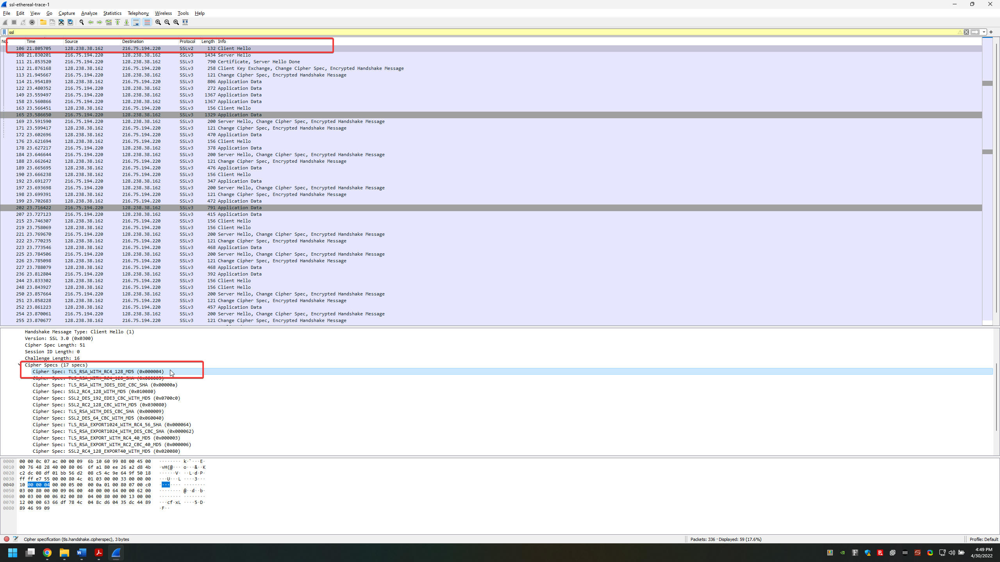 ssl-ethereal-trace-1
File Edit View Go Capture Analyze Statistics Telephony Wireless Tools Help
ssl
No. Time Source Destination Protocol Length Info
106 21.805705 128.238.38.162 216.75.194.220 SSLv2 132 Client Hello
108 21.830201 216.75.194.220 128.238.38.162 SSLv3 1434 Server Hello
111 21.853520 216.75.194.220 128.238.38.162 SSLv3 790 Certificate, Server Hello Done
112 21.876168 128.238.38.162 216.75.194.220 SSLv3 258 Client Key Exchange, Change Cipher Spec, Encrypted Handshake Message
113 21.945667 216.75.194.220 128.238.38.162 SSLv3 121 Change Cipher Spec, Encrypted Handshake Message
114 21.954189 128.238.38.162 216.75.194.220 SSLv3 806 Application Data
122 23.480352 216.75.194.220 128.238.38.162 SSLv3 272 Application Data
149 23.559497 216.75.194.220 128.238.38.162 SSLv3 1367 Application Data
158 23.560866 216.75.194.220 128.238.38.162 SSLv3 1367 Application Data
163 23.566451 128.238.38.162 216.75.194.220 SSLv3 156 Client Hello
165 23.586650 216.75.194.220 128.238.38.162 SSLv3 1329 Application Data
169 23.591590 216.75.194.220 128.238.38.162 SSLv3 200 Server Hello, Change Cipher Spec, Encrypted Handshake Message
171 23.599417 128.238.38.162 216.75.194.220 SSLv3 121 Change Cipher Spec, Encrypted Handshake Message
172 23.602696 128.238.38.162 216.75.194.220 SSLv3 470 Application Data
176 23.621694 128.238.38.162 216.75.194.220 SSLv3 156 Client Hello
178 23.627217 216.75.194.220 128.238.38.162 SSLv3 378 Application Data
184 23.646644 216.75.194.220 128.238.38.162 SSLv3 200 Server Hello, Change Cipher Spec, Encrypted Handshake Message
188 23.662642 128.238.38.162 216.75.194.220 SSLv3 121 Change Cipher Spec, Encrypted Handshake Message
189 23.665695 128.238.38.162 216.75.194.220 SSLv3 476 Application Data
190 23.666238 128.238.38.162 216.75.194.220 SSLv3 156 Client Hello
192 23.691277 216.75.194.220 128.238.38.162 SSLv3 347 Application Data
197 23.693698 216.75.194.220 128.238.38.162 SSLv3 200 Server Hello, Change Cipher Spec, Encrypted Handshake Message
198 23.699391 128.238.38.162 216.75.194.220 SSLv3 121 Change Cipher Spec, Encrypted Handshake Message
199 23.702683 128.238.38.162 216.75.194.220 SSLv3 472 Application Data
202 23.716422 216.75.194.220 128.238.38.162 SSLv3 791 Application Data
207 23.727123 216.75.194.220 128.238.38.162 SSLv3 415 Application Data
215 23.746307 128.238.38.162 216.75.194.220 SSLv3 156 Client Hello
219 23.758069 128.238.38.162 216.75.194.220 SSLv3 156 Client Hello
221 23.769670 216.75.194.220 128.238.38.162 SSLv3 200 Server Hello, Change Cipher Spec, Encrypted Handshake Message
222 23.770235 128.238.38.162 216.75.194.220 SSLv3 121 Change Cipher Spec, Encrypted Handshake Message
223 23.773546 128.238.38.162 216.75.194.220 SSLv3 468 Application Data
225 23.784506 216.75.194.220 128.238.38.162 SSLv3 200 Server Hello, Change Cipher Spec, Encrypted Handshake Message
226 23.785098 128.238.38.162 216.75.194.220 SSLv3 121 Change Cipher Spec, Encrypted Handshake Message
227 23.788079 128.238.38.162 216.75.194.220 SSLv3 468 Application Data
236 23.812804 216.75.194.220 128.238.38.162 SSLv3 392 Application Data
244 23.833302 128.238.38.162 216.75.194.220 SSLv3 156 Client Hello
248 23.843927 128.238.38.162 216.75.194.220 SSLv3 156 Client Hello
250 23.857664 216.75.194.220 128.238.38.162 SSLv3 200 Server Hello, Change Cipher Spec, Encrypted Handshake Message
251 23.858228 128.238.38.162 216.75.194.220 SSLv3 121 Change Cipher Spec, Encrypted Handshake Message
252 23.861223 128.238.38.162 216.75.194.220 SSLv3 457 Application Data
254 23.870061 216.75.194.220 128.238.38.162 SSLv3 200 Server Hello, Change Cipher Spec, Encrypted Handshake Message
255 23.870677 128.238.38.162 216.75.194.220 SSLv3 121 Change Cipher Spec, Encrypted Handshake Message
Handshake Message Type: Client Hello (1)
Version: SSL 3.0 (0x0300)
Cipher Spec Length: 51
Session ID Length: 0
Challenge Length: 16
Cipher Specs (17 specs)
Cipher Spec: TLS_RSA_WITH_RC4_128_MD5 (0x000004)
Cipher Spec: TLS_RSA_WITH_RC4_128_SHA (0x000005)
Cipher Spec: TLS_RSA_WITH_3DES_EDE_CBC_SHA (0x00000a)
Cipher Spec: SSL2_RC4_128_WITH_MD5 (0x010080)
Cipher Spec: SSL2_DES_192_EDE3_CBC_WITH_MD5 (0x0700c0)
Cipher Spec: SSL2_RC2_128_CBC_WITH_MD5 (0x030080)
Cipher Spec: TLS_RSA_WITH_DES_CBC_SHA (0x000009)
Cipher Spec: SSL2_DES_64_CBC_WITH_MD5 (0x060040)
Cipher Spec: TLS_RSA_EXPORT1024_WITH_RC4_56_SHA (0x000064)
Cipher Spec: TLS_RSA_EXPORT1024_WITH_DES_CBC_SHA (0x000062)
Cipher Spec: TLS_RSA_EXPORT_WITH_RC4_40_MD5 (0x000003)
Cipher Spec: TLS_RSA_EXPORT_WITH_RC2_CBC_40_MD5 (0x000006)
Cipher Spec: SSL2_RC4_128_EXPORT40_WITH_MD5 (0x020080)
0000 00 00 0c 07 ac 00 00 09 6b 10 60 99 08 00 45 00 ········ k·`···E·
0010 00 76 48 28 40 00 80 06 6f a1 80 ee 26 a2 d8 4b ·vH(@··· o···&··K
0020 c2 dc 08 df 01 bb 56 d2 08 c5 4c 9e 64 9f 50 18 ······V· ··L·d·P·
0030 ff ff e7 55 00 00 80 4c 01 03 00 00 33 00 00 00 ···U···L ····3···
0040 10 00 00 04 00 00 05 00 00 0a 01 00 80 07 00 c0 ········ ········
0050 03 00 80 00 00 09 06 00 40 00 00 64 00 00 62 00 ········ @··d··b·
0060 00 03 00 00 06 02 00 80 04 00 80 00 00 13 00 00 ········ ········
0070 12 00 00 63 66 df 78 4c 04 8c d6 04 35 dc 44 89 ···cf·xL ····5·D·
0080 89 46 99 09 ·F··
Cipher specification (tls.handshake.cipherspec), 3 bytes
Packets: 336 · Displayed: 59 (17.6%)
Profile: Default
4:49 PM
4/30/2022